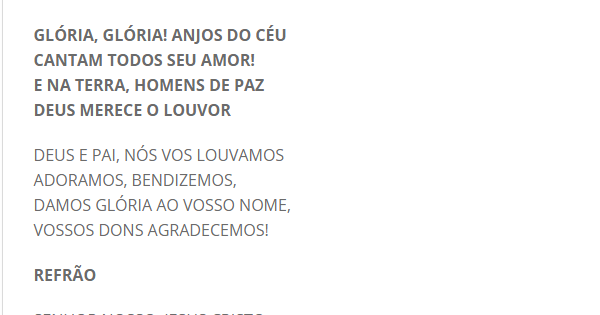 GLÓRIA, GLÓRIA! ANJOS DO CÉU
CANTAM TODOS SEU AMOR!
E NA TERRA, HOMENS DE PAZ
DEUS MERECE O LOUVOR
DEUS E PAI, NÓS VOS LOUVAMOS
ADORAMOS, BENDIZEMOS,
DAMOS GLÓRIA AO VOSSO NOME,
VOSSOS DONS AGRADECEMOS!
REFRÃO